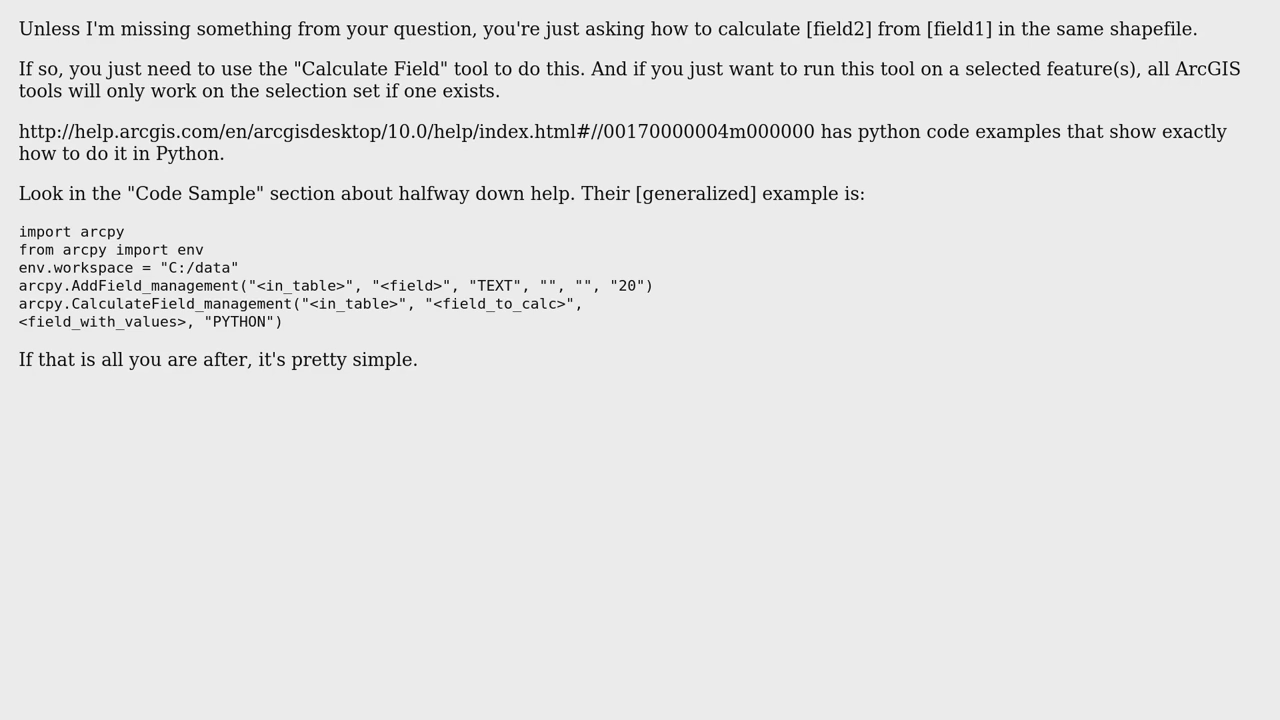 Unless I'm missing something from your question, you're just asking how to calculate [field2] from [field1] in the same shapefile.
If so, you just need to use the "Calculate Field" tool to do this. And if you just want to run this tool on a selected feature(s), all ArcGIS
tools will only work on the selection set if one exists.
http://help.arcgis.com/en/arcgisdesktop/10.0/help/index.html#//00170000004m000000 has python code examples that show exactly
how to do it in Python.
Look in the "Code Sample" section about halfway down help. Their [generalized] example is:
import arcpy
from arcpy import env
env.workspace = "C:/data"
arcpy.AddField_management("<in_table>", "<field>", "TEXT", "", "", "20")
arcpy.CalculateField_management("<in_table>", "<field_to_calc>",
<field_with_values>, "PYTHON")
If that is all you are after, it's pretty simple.